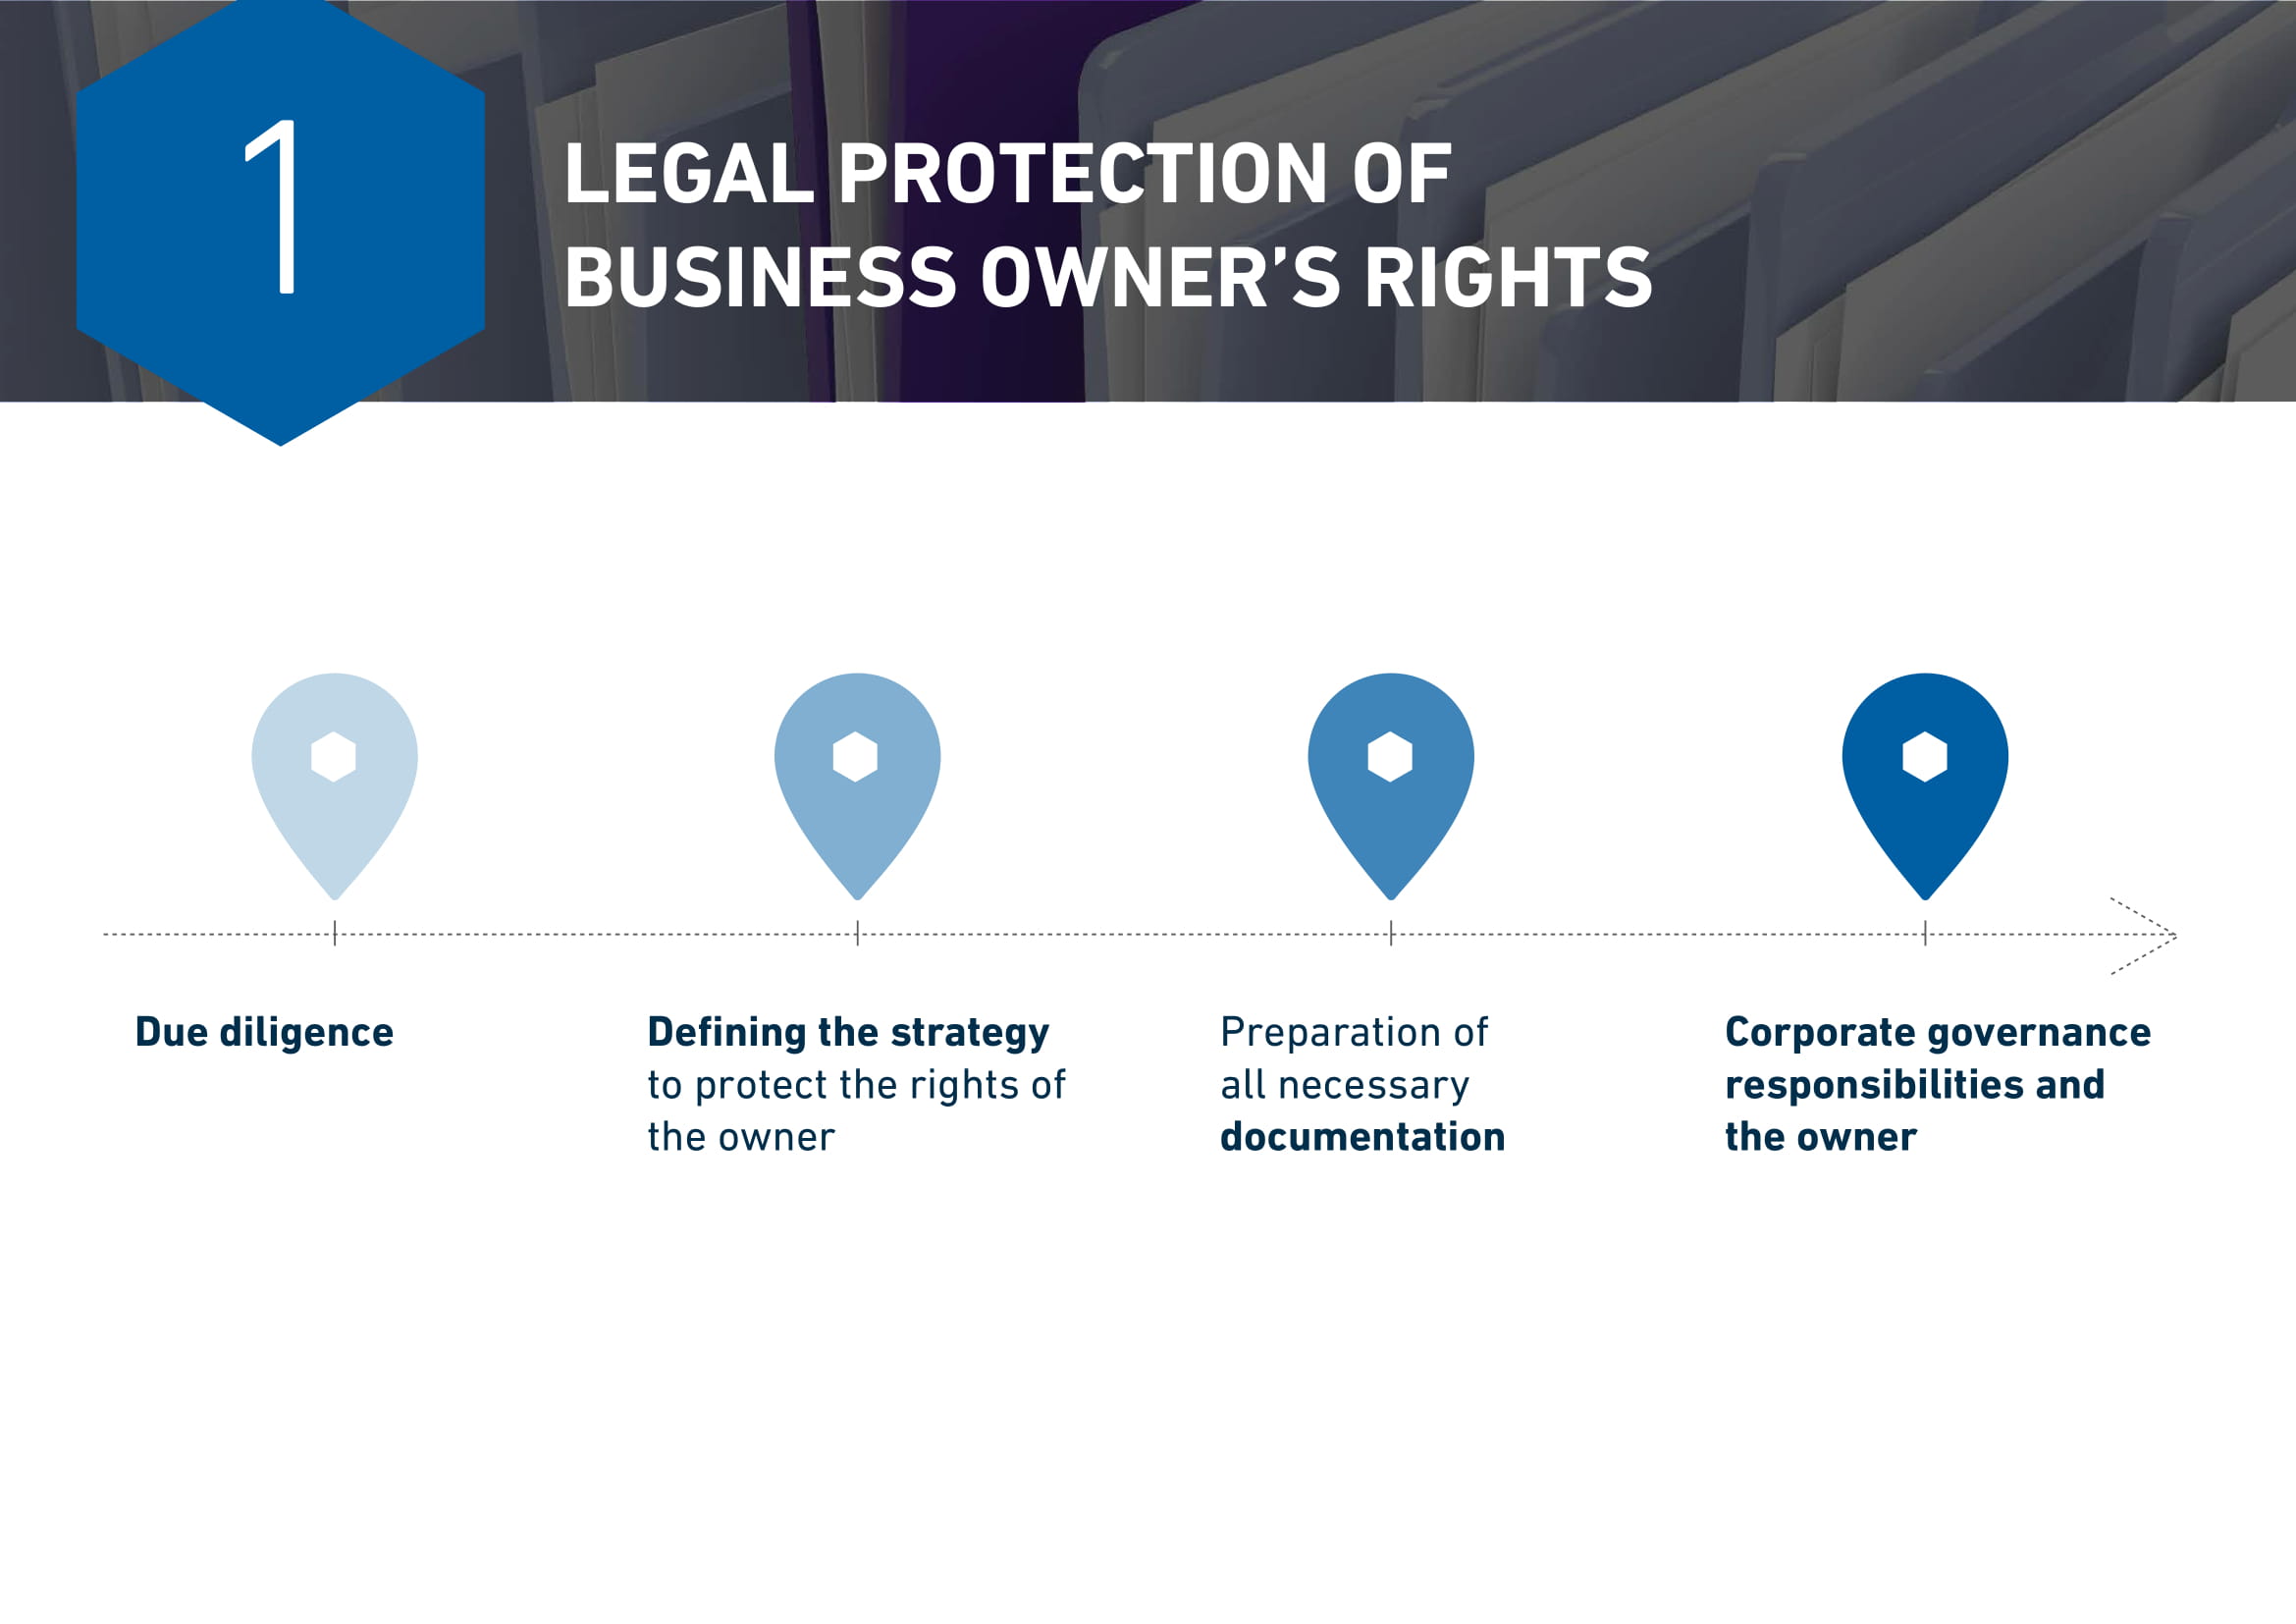 1
LEGAL PROTECTION OF
BUSINESS OWNER’S RIGHTS
Due diligence
Defining the strategy
to protect the rights of
the owner
Preparation of
all necessary
documentation
Corporate governance
responsibilities and
the owner